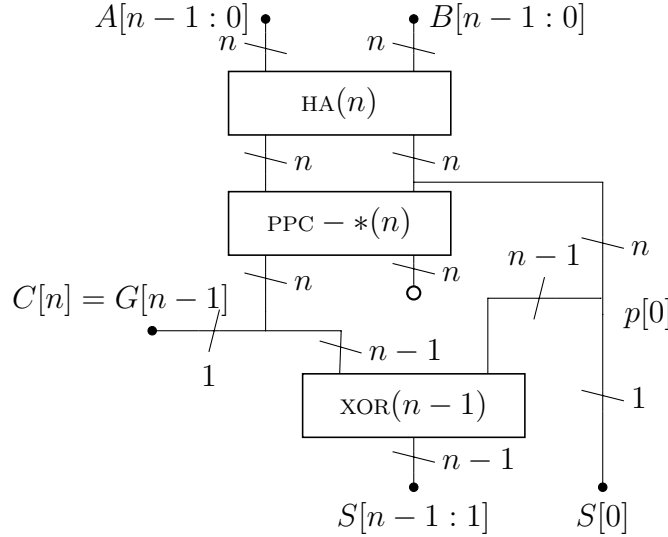 A[n − 1 : 0] B[n − 1 : 0]
n n
HA(n)
n n
PPC − ∗(n)
n n n
n − 1
C[n] = G[n − 1]
p[0]
1 n − 1
XOR(n − 1) 1
n − 1
S[n − 1 : 1] S[0]